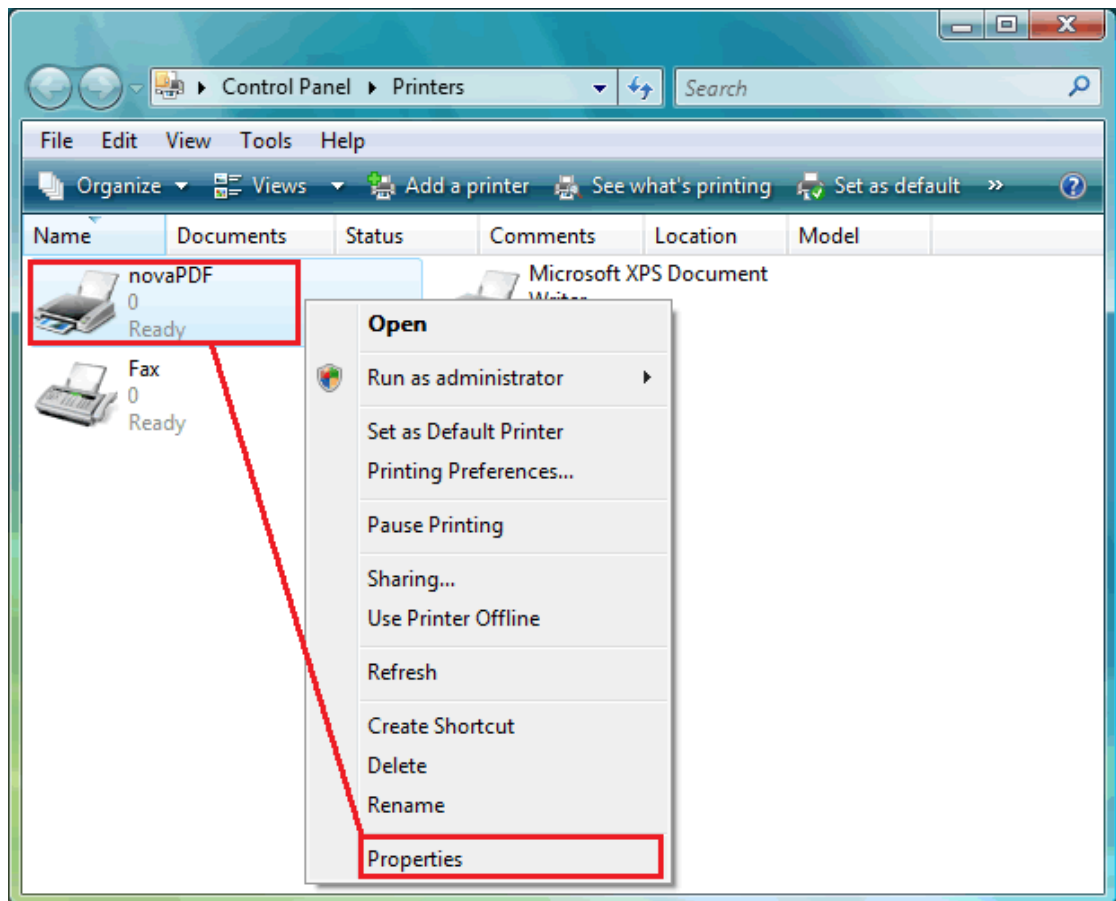 Control Panel Printers
Search
File Edit View Tools Help
Organize Views Add a printer See what's printing Set as default »
Name Documents Status Comments Location Model
novaPDF
0
Ready
Microsoft XPS Document
Fax
0
Ready
Open
Run as administrator
Set as Default Printer
Printing Preferences...
Pause Printing
Sharing...
Use Printer Offline
Refresh
Create Shortcut
Delete
Rename
Properties